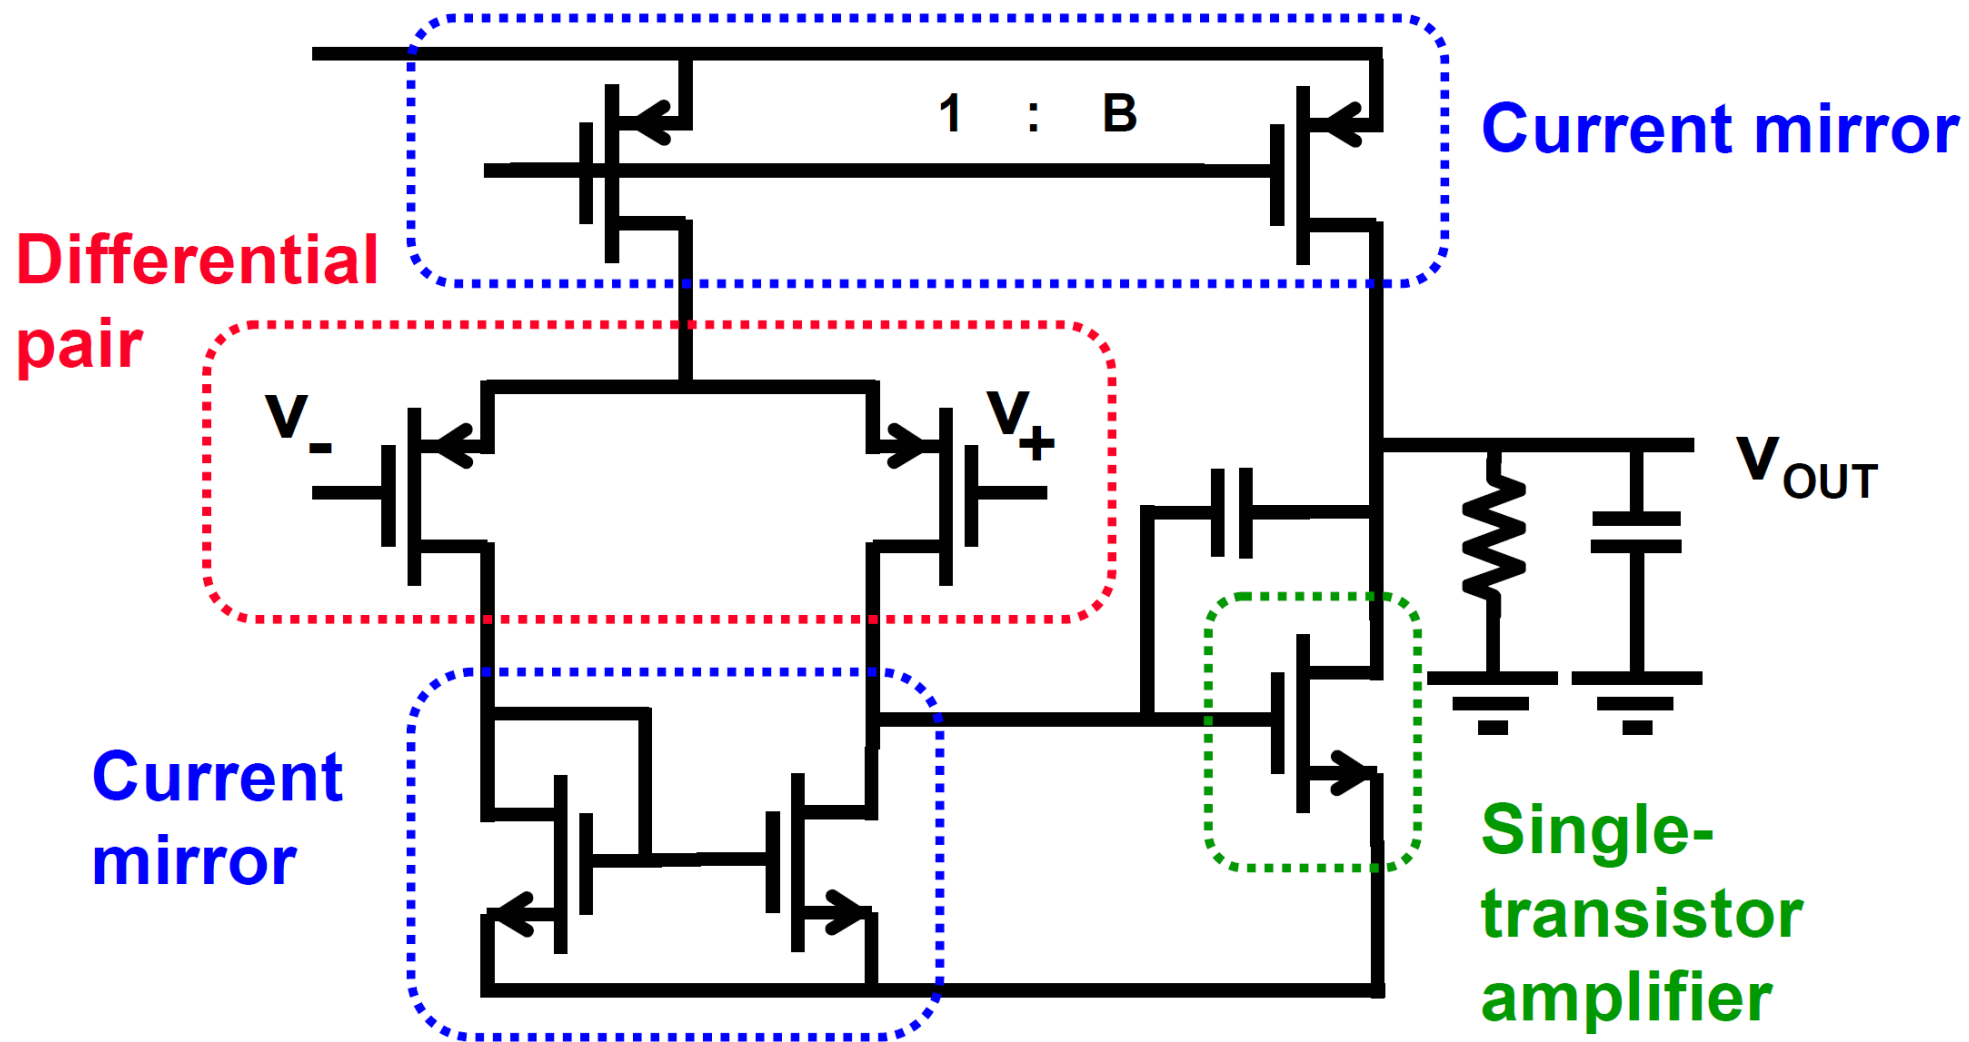 1 : B
Current mirror
Differential
pair
v-
v+
vOUT
Current
mirror
Single-
transistor
amplifier